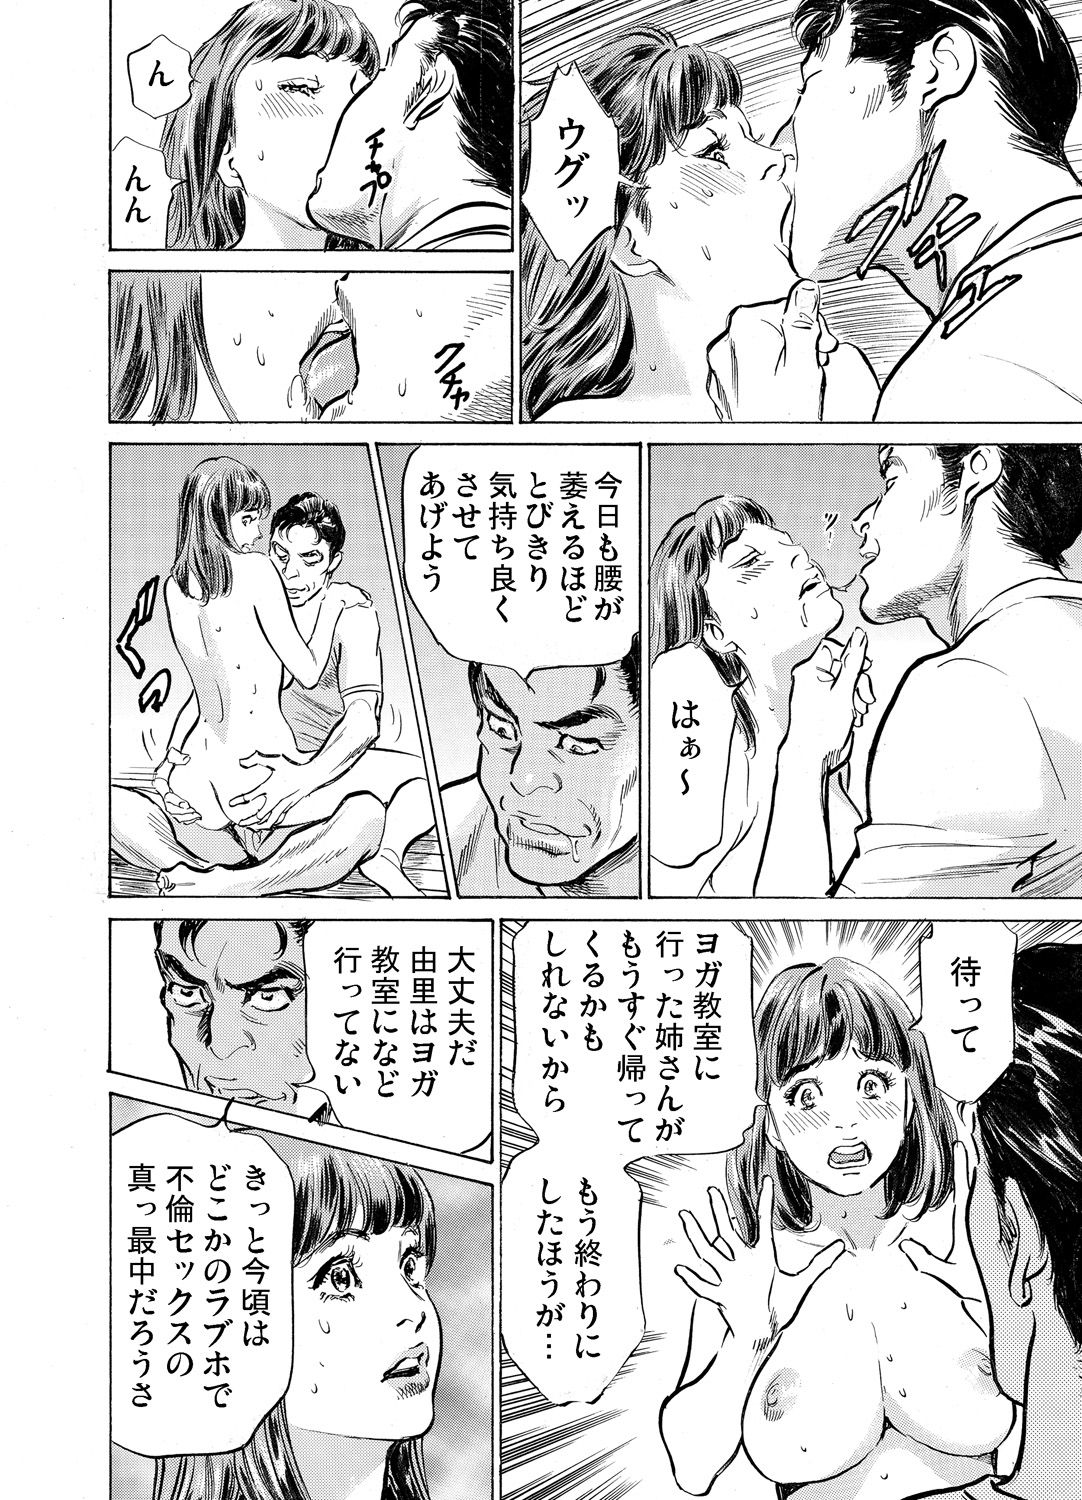 ウグッ
グチュ
ん
んん
チュプ
クチャ
はぁ～
今日も腰が
萎えるほど
とびきり
気持ち良く
させて
あげよう
待って
ヨガ教室に
行った姉さんが
もうすぐ帰って
くるかも
しれないから
もう終わりに
したほうが…
大丈夫だ
由里はヨガ
教室になど
行ってない
きっと今頃は
どこかのラブホで
不倫セックスの
真っ最中だろうさ